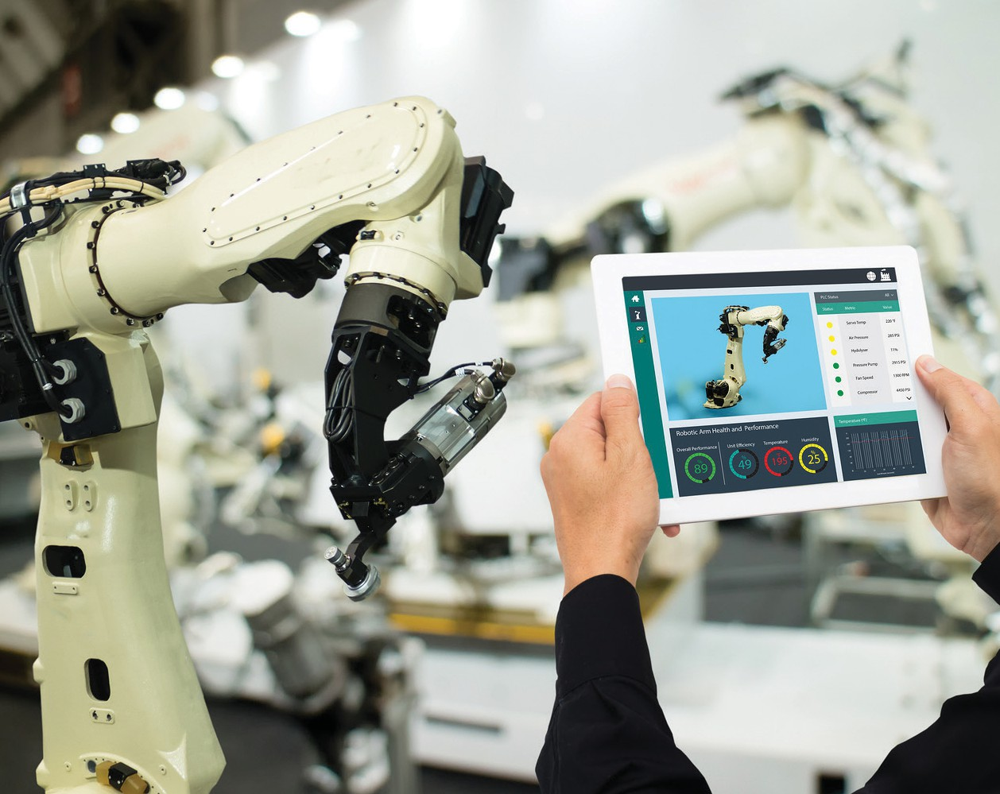 PLC Status All
Status Metric Value
Servo Temp 220 °F
Air Pressure 285 PSI
Hydolyser 11%
Pressure Pump 2915 PSI
Fan Speed 1300 RPM
Compressor 4450 PSI
Robotic Arm Health and Performance
Overall Performance Unit Efficiency Temperature Humidity
89 % 49 195 % 25
Temperature (°F)